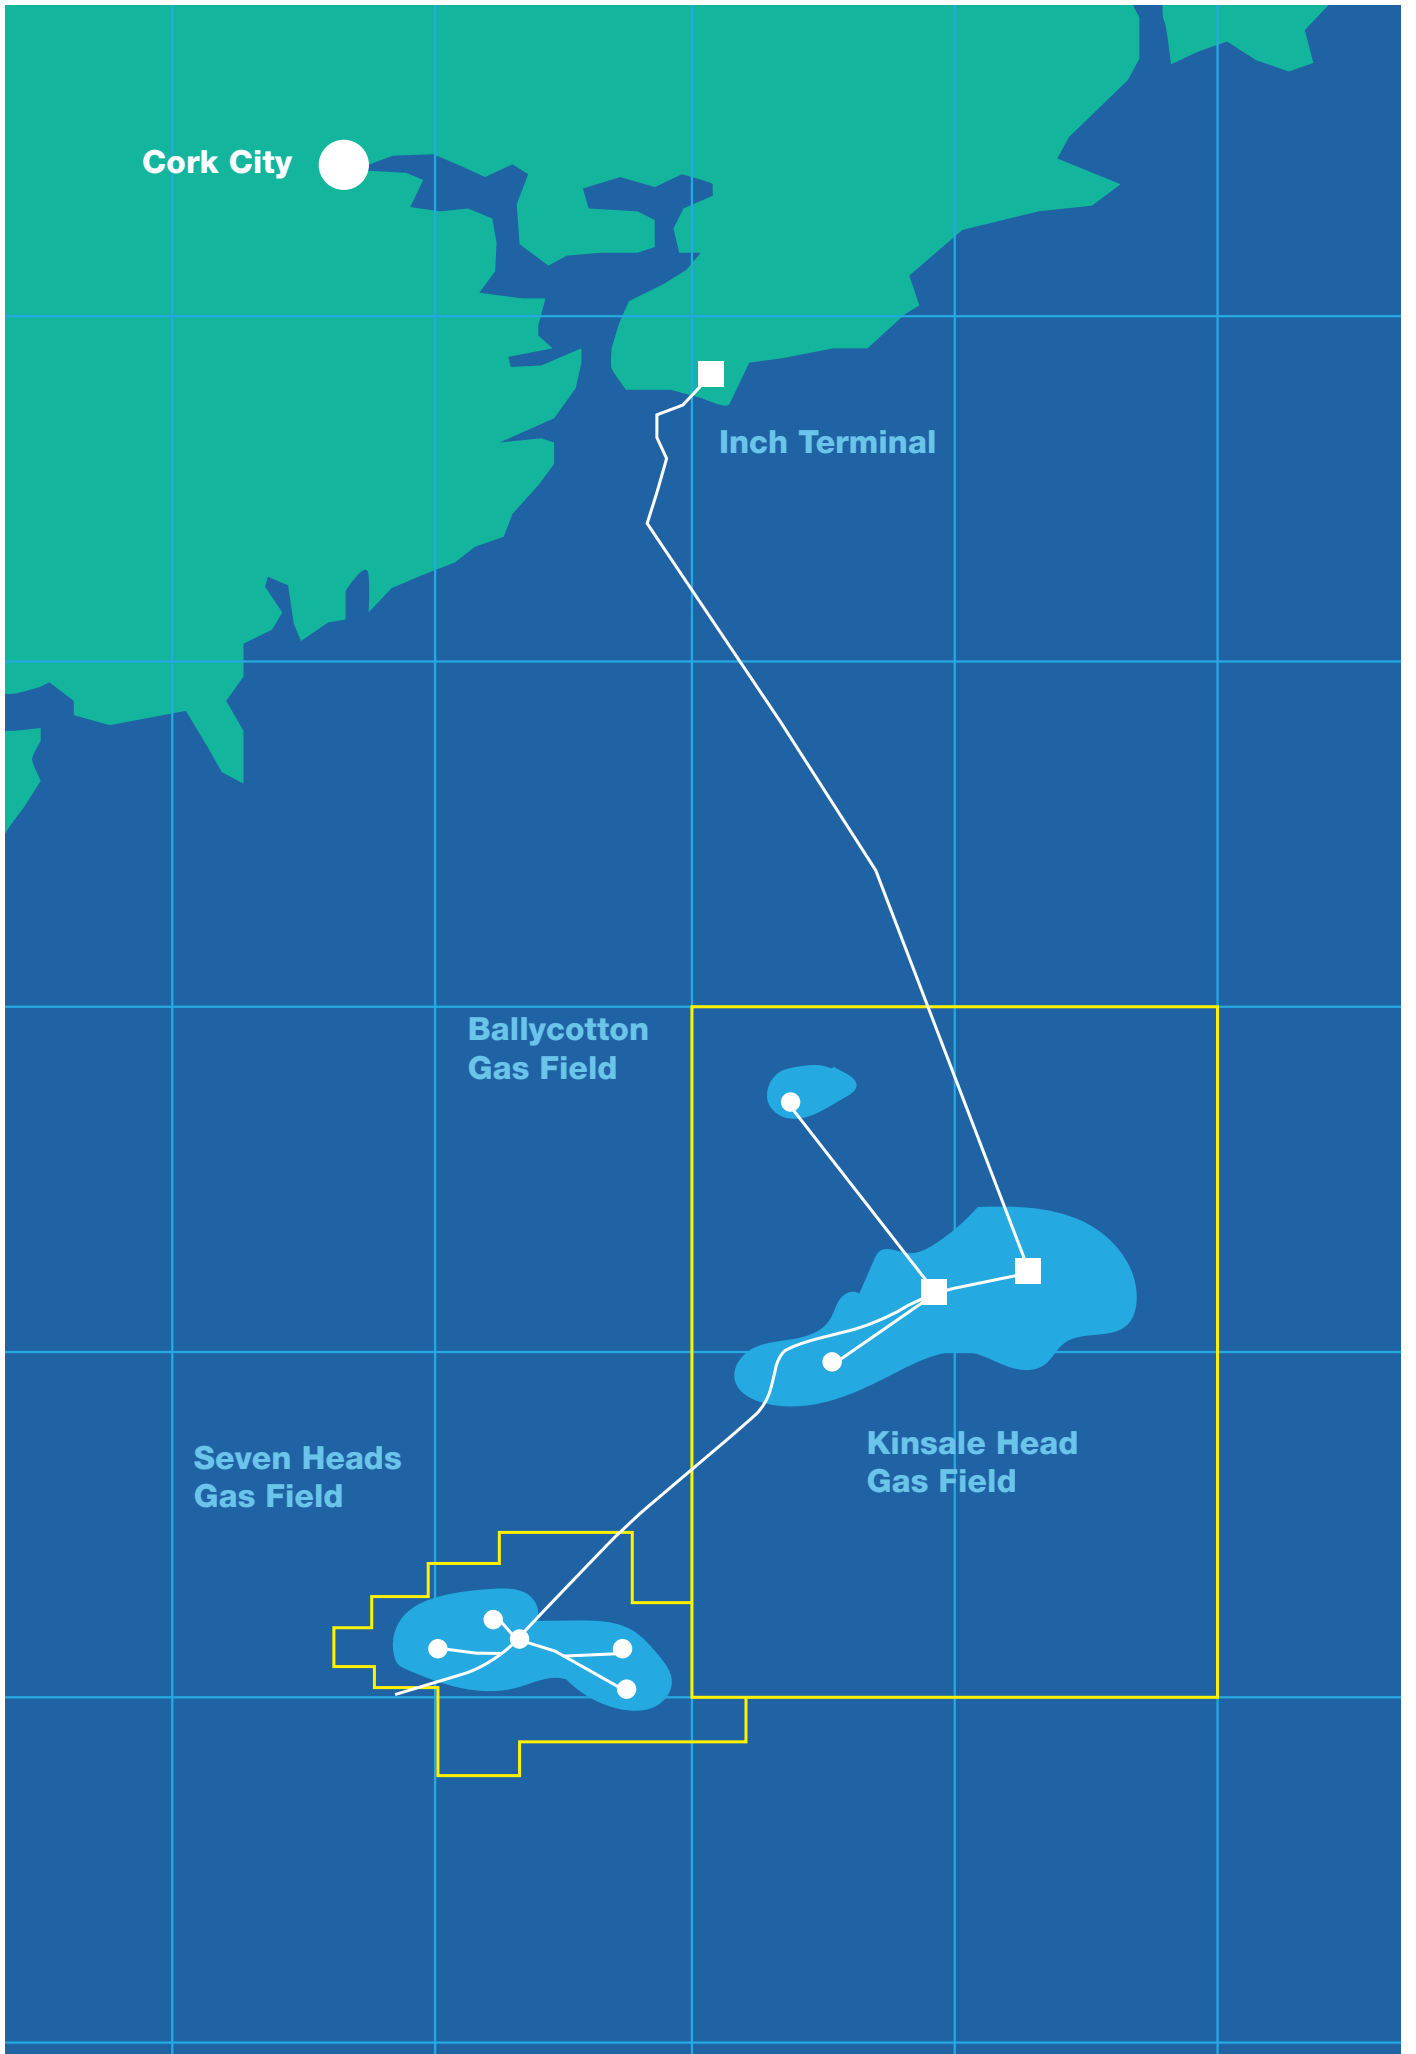 Cork City
Inch Terminal
Ballycotton
Gas Field
Kinsale Head
Gas Field
Seven Heads
Gas Field